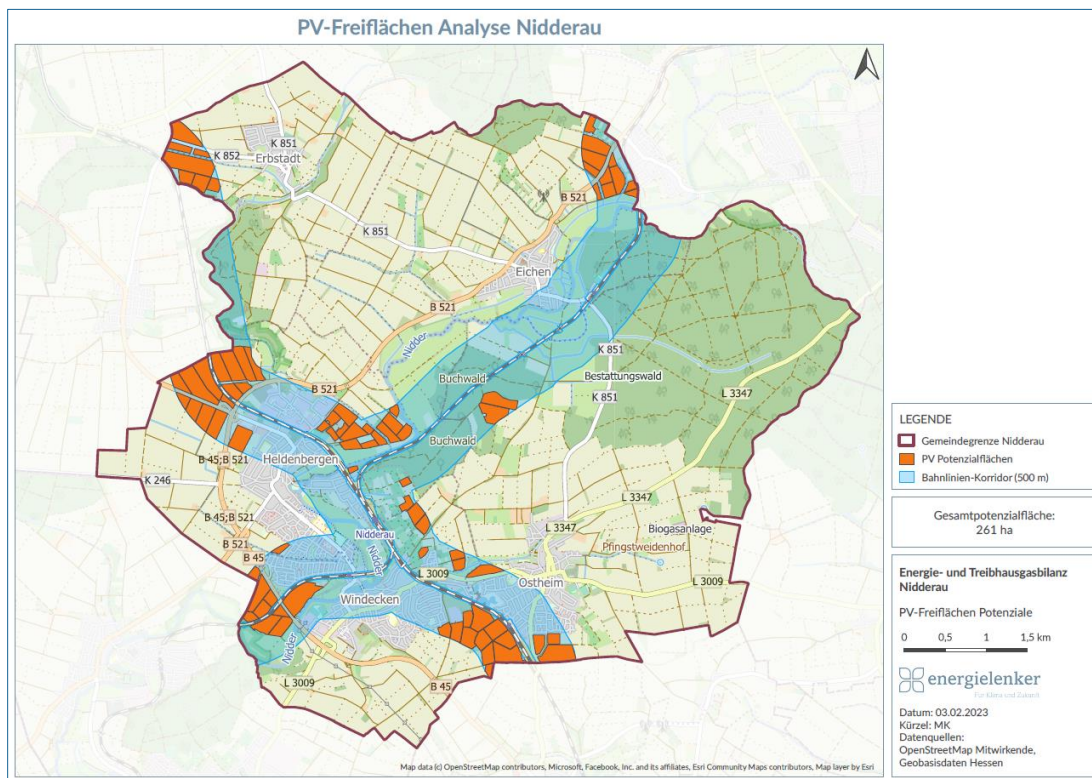 PV-Freiflächen Analyse Nidderau
K 851
K 852
Erbstadt
B 521
K 851
Eichen
B 521
Nidder
K 851
Buchwald
Bestattungswald
B 521
K 851
L 3347
Buchwald
Heldenbergen
B 45;B 521
K 246
L 3347
B 45;B 521
L 3347
Biogasanlage
Nidderau
B 521
Pfingstweidenhof
Nidder
B 45
L 3009
L 3009
Ostheim
Windecken
Nidder
L 3009
B 45
Map data (c) OpenStreetMap contributors, Microsoft, Facebook, Inc. and its affiliates, Esri Community Maps contributors, Map layer by Esri
LEGENDE
Gemeindegrenze Nidderau
PV Potenzialflächen
Bahnlinien-Korridor (500 m)
Gesamtpotenzialfläche:
261 ha
Energie- und Treibhausgasbilanz
Nidderau
PV-Freiflächen Potenziale
0 0,5 1 1,5 km
energielenker
Für Klima und Zukunft
Datum: 03.02.2023
Kürzel: MK
Datenquellen:
OpenStreetMap Mitwirkende,
Geobasisdaten Hessen